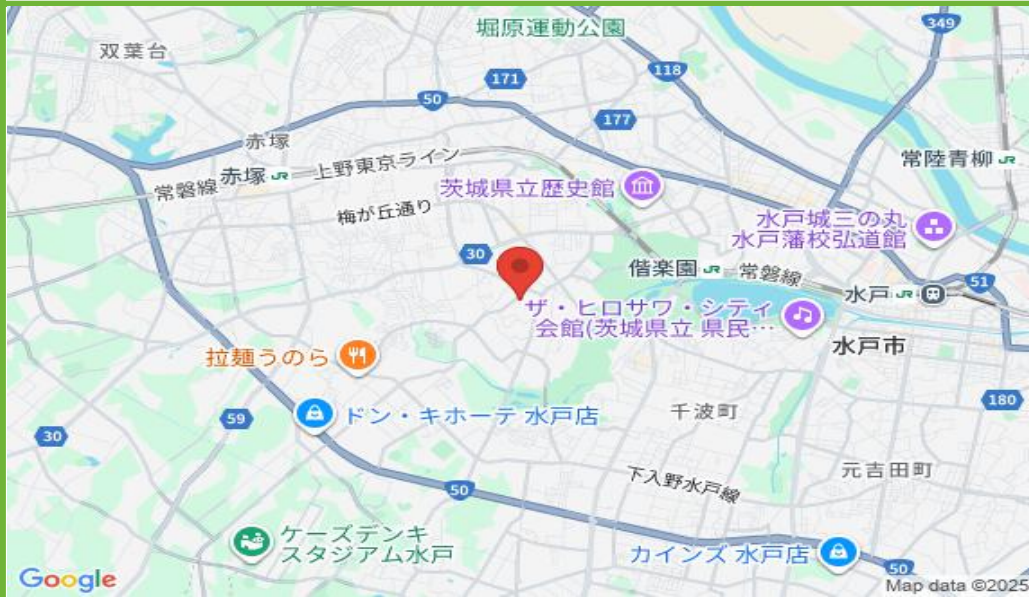 349
堀原運動公園
双葉台
118
171
50
177
赤塚
常陸青柳 JR
上野東京ライン
常磐線
赤塚 JR
茨城県立歴史館
梅が丘通り
水戸城三の丸
水戸藩校弘道館
30
偕楽園 JR
常磐線
51
水戸 JR
ザ・ヒロサワ・シティ
会館(茨城県立 県民…
水戸市
拉麺うのら
180
千波町
ドン・キホーテ 水戸店
59
30
元吉田町
下入野水戸線
50
ケーズデンキ
スタジアム水戸
カインズ 水戸店
50
Google
Map data ©2025